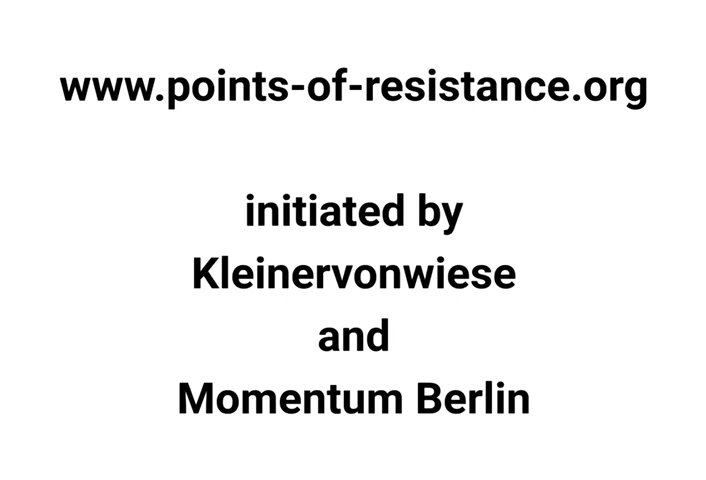 www.points-of-resistance.org
initiated by
Kleinervonwiese
and
Momentum Berlin